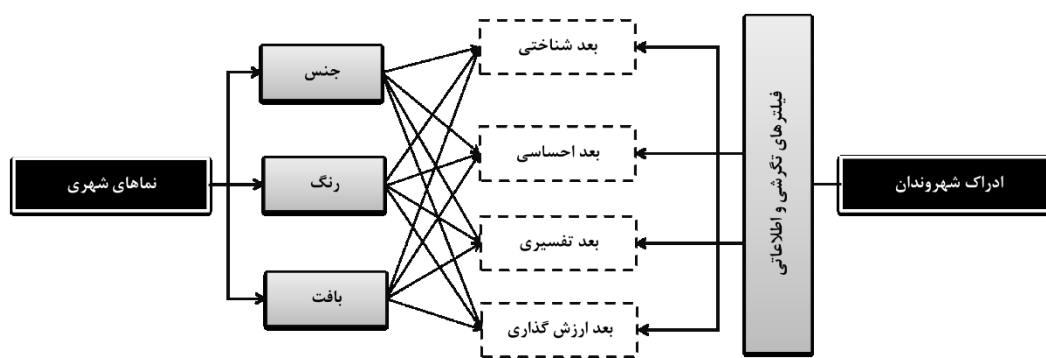 ادراک شهروندان
فیلترهای نگرشی و اطلاعاتی
بعد شناختی
بعد احساسی
بعد تفسیری
بعد ارزش گذاری
جنس
رنگ
بافت
نماهای شهری